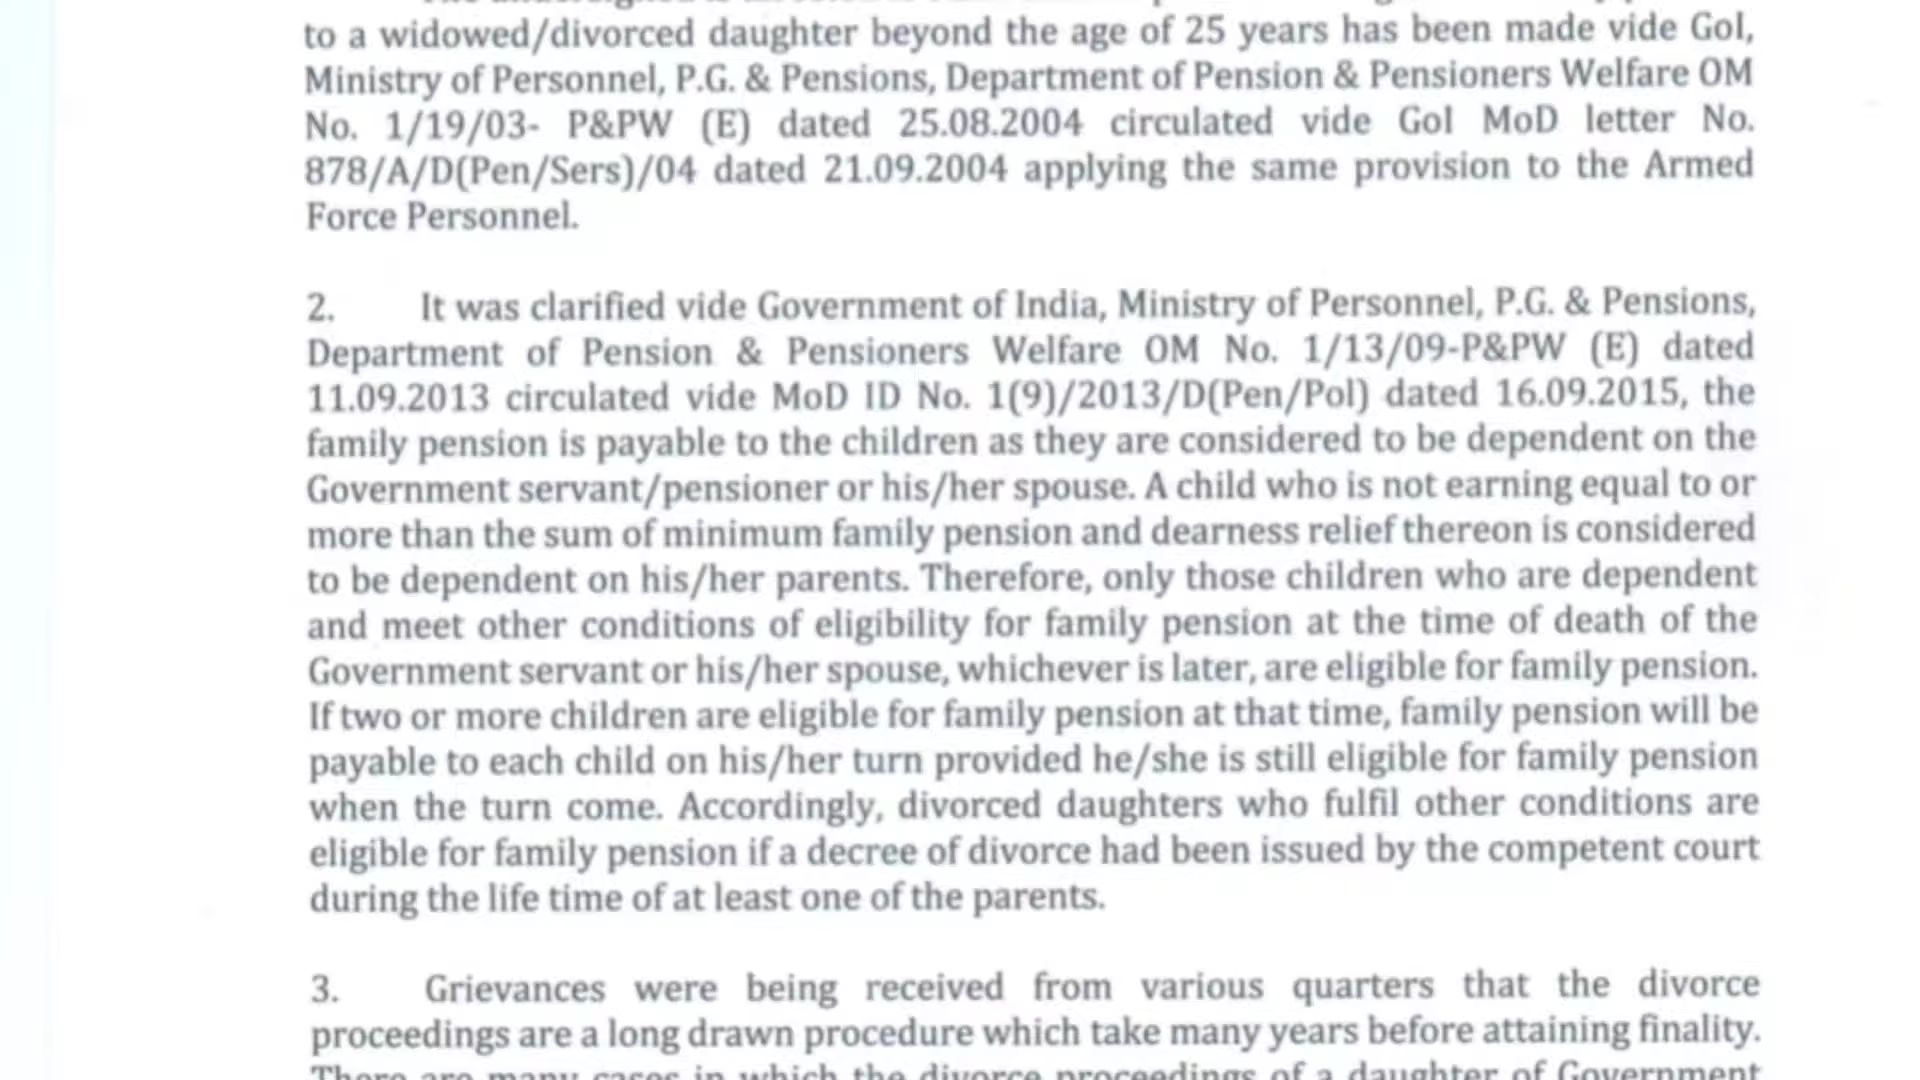 to a widowed/divorced daughter beyond the age of 25 years has been made vide GoI,
Ministry of Personnel, P.G. & Pensions, Department of Pension & Pensioners Welfare OM
No. 1/19/03- P&PW (E) dated 25.08.2004 circulated vide GoI MoD letter No.
878/A/D(Pen/Sers)/04 dated 21.09.2004 applying the same provision to the Armed
Force Personnel.
2. It was clarified vide Government of India, Ministry of Personnel, P.G. & Pensions,
Department of Pension & Pensioners Welfare OM No. 1/13/09-P&PW (E) dated
11.09.2013 circulated vide MoD ID No. 1(9)/2013/D(Pen/Pol) dated 16.09.2015, the
family pension is payable to the children as they are considered to be dependent on the
Government servant/pensioner or his/her spouse. A child who is not earning equal to or
more than the sum of minimum family pension and dearness relief thereon is considered
to be dependent on his/her parents. Therefore, only those children who are dependent
and meet other conditions of eligibility for family pension at the time of death of the
Government servant or his/her spouse, whichever is later, are eligible for family pension.
If two or more children are eligible for family pension at that time, family pension will be
payable to each child on his/her turn provided he/she is still eligible for family pension
when the turn come. Accordingly, divorced daughters who fulfil other conditions are
eligible for family pension if a decree of divorce had been issued by the competent court
during the life time of at least one of the parents.
3. Grievances were being received from various quarters that the divorce
proceedings are a long drawn procedure which take many years before attaining finality.
There are many cases in which the divorce proceedings of a daughter of Government